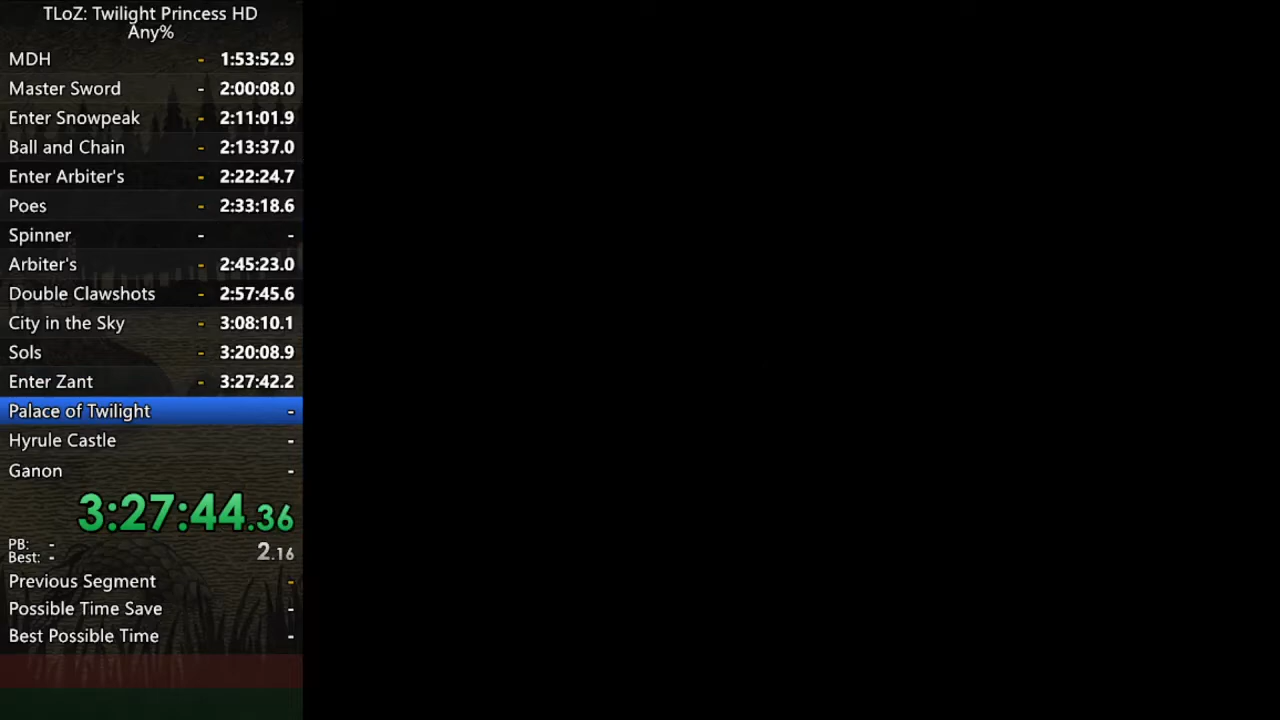 TLoZ: Twilight Princess HD
Any%
MDH - 1:53:52.9
Master Sword - 2:00:08.0
Enter Snowpeak - 2:11:01.9
Ball and Chain - 2:13:37.0
Enter Arbiter's - 2:22:24.7
Poes - 2:33:18.6
Spinner - -
Arbiter's - 2:45:23.0
Double Clawshots - 2:57:45.6
City in the Sky - 3:08:10.1
Sols - 3:20:08.9
Enter Zant - 3:27:42.2
Palace of Twilight -
Hyrule Castle -
Ganon -
3:27:44.36
PB: -
Best: - 2.16
Previous Segment -
Possible Time Save -
Best Possible Time -